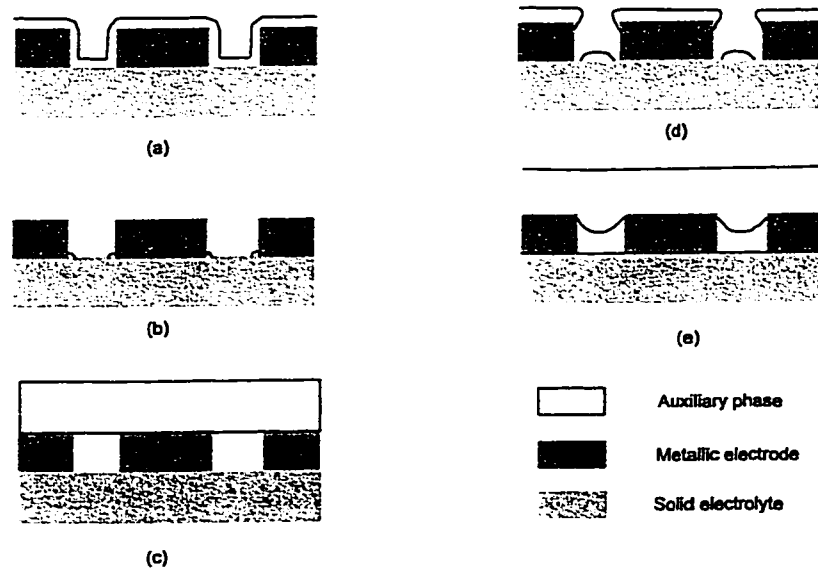 (a)
(b)
(c)
(d)
(e)
Auxiliary phase
Metallic electrode
Solid electrolyte